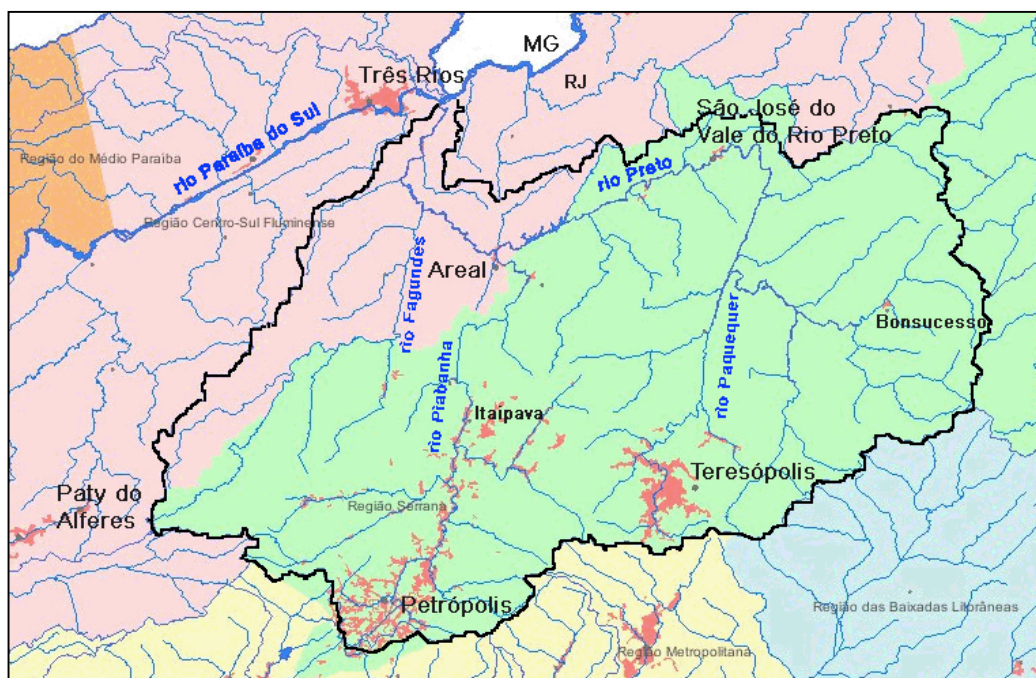 MG
Três Rios
RJ
São José do
Vale do Rio Preto
rio Paraíba do Sul
Região do Médio Paraíba
rio Preto
Região Centro-Sul Fluminense
Areal
rio Fagundes
rio Paquequer
Bonsucesso
rio Piabanha
Itaipava
Teresópolis
Paty do
Alferes
Região Serrana
Petrópolis
Região das Baixadas Litorâneas
Região Metropolitana